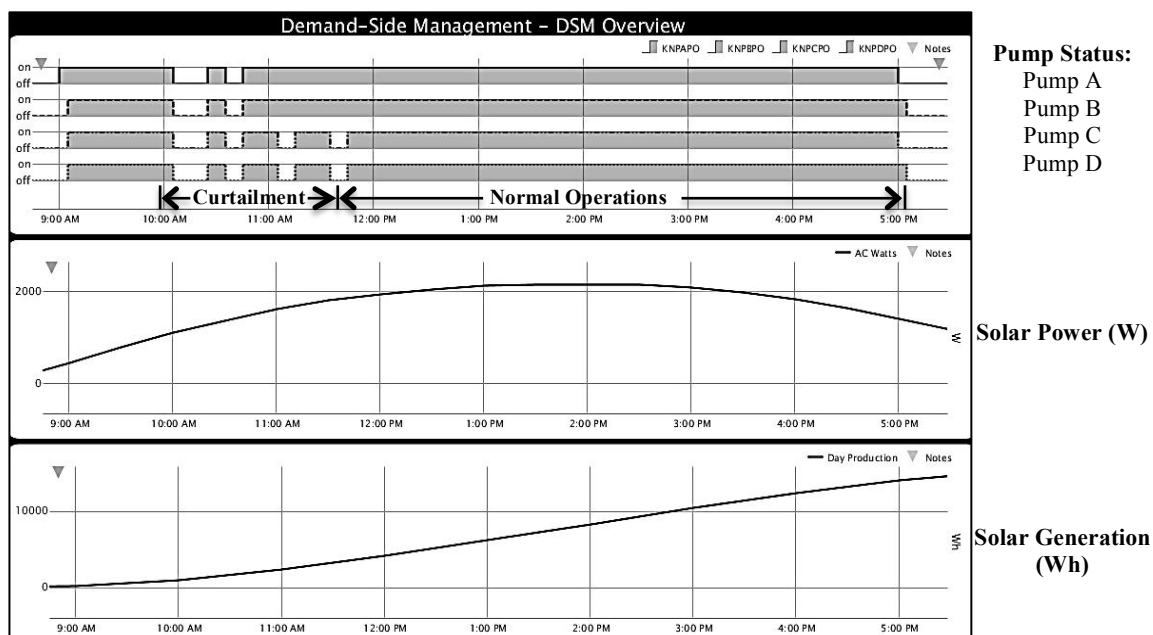 Demand-Side Management - DSM Overview
KNPAPO KNPBPO KNPCPO KNPDPO Notes
on
off
on
off
on
off
on
off
Curtailment Normal Operations
9:00 AM 10:00 AM 11:00 AM 12:00 PM 1:00 PM 2:00 PM 3:00 PM 4:00 PM 5:00 PM
Pump Status:
Pump A
Pump B
Pump C
Pump D
AC Watts Notes
2000
0
W
9:00 AM 10:00 AM 11:00 AM 12:00 PM 1:00 PM 2:00 PM 3:00 PM 4:00 PM 5:00 PM
Solar Power (W)
Day Production Notes
10000
0
Wh
9:00 AM 10:00 AM 11:00 AM 12:00 PM 1:00 PM 2:00 PM 3:00 PM 4:00 PM 5:00 PM
Solar Generation
(Wh)